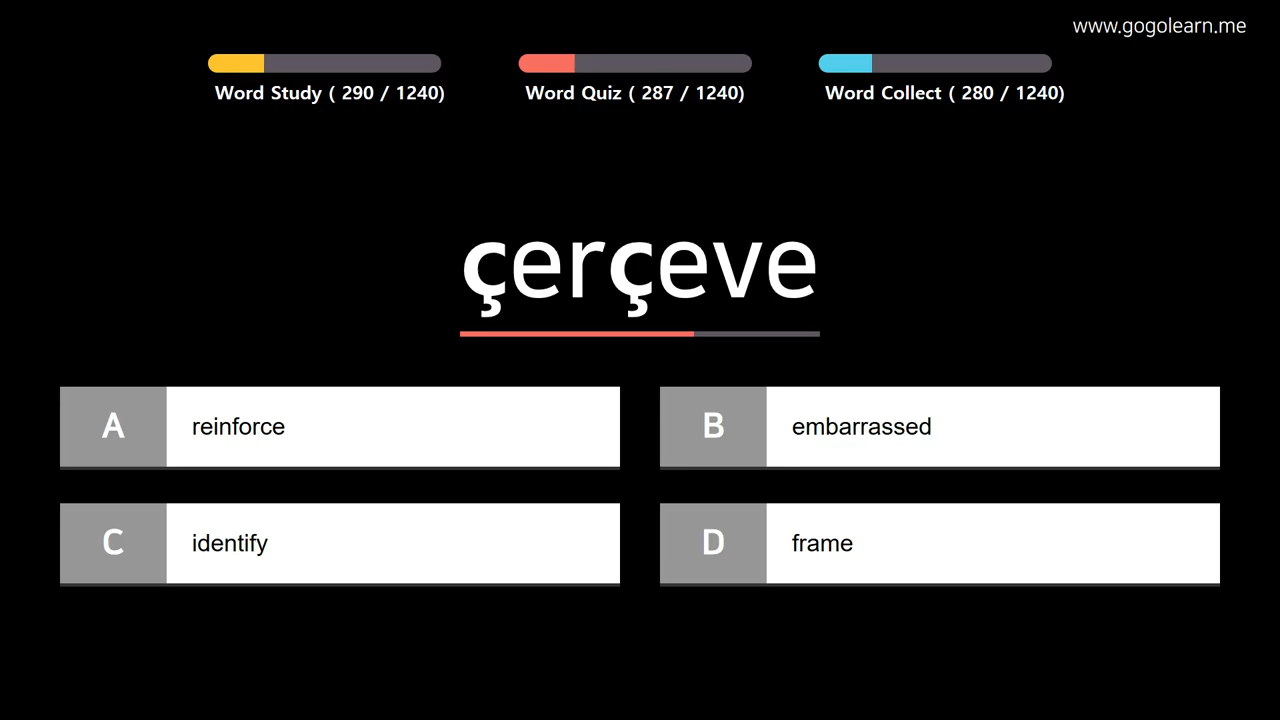 www.gogolearn.me
Word Study ( 290 / 1240)
Word Quiz ( 287 / 1240)
Word Collect ( 280 / 1240)
çerçeve
A reinforce
B embarrassed
C identify
D frame